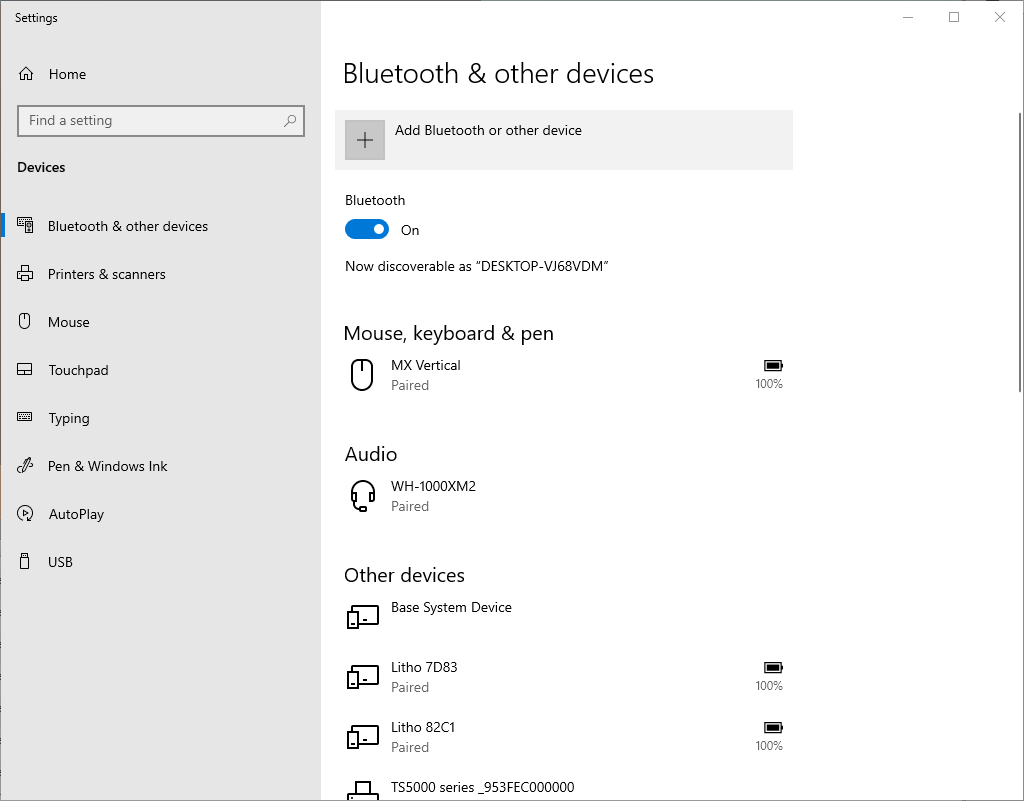 Settings
Home
Find a setting
Devices
Bluetooth & other devices
Printers & scanners
Mouse
Touchpad
Typing
Pen & Windows Ink
AutoPlay
USB
Bluetooth & other devices
Add Bluetooth or other device
Bluetooth
On
Now discoverable as “DESKTOP-VJ68VDM”
Mouse, keyboard & pen
MX Vertical
Paired
100%
Audio
WH-1000XM2
Paired
Other devices
Base System Device
Litho 7D83
Paired
100%
Litho 82C1
Paired
100%
TS5000 series _953FEC000000